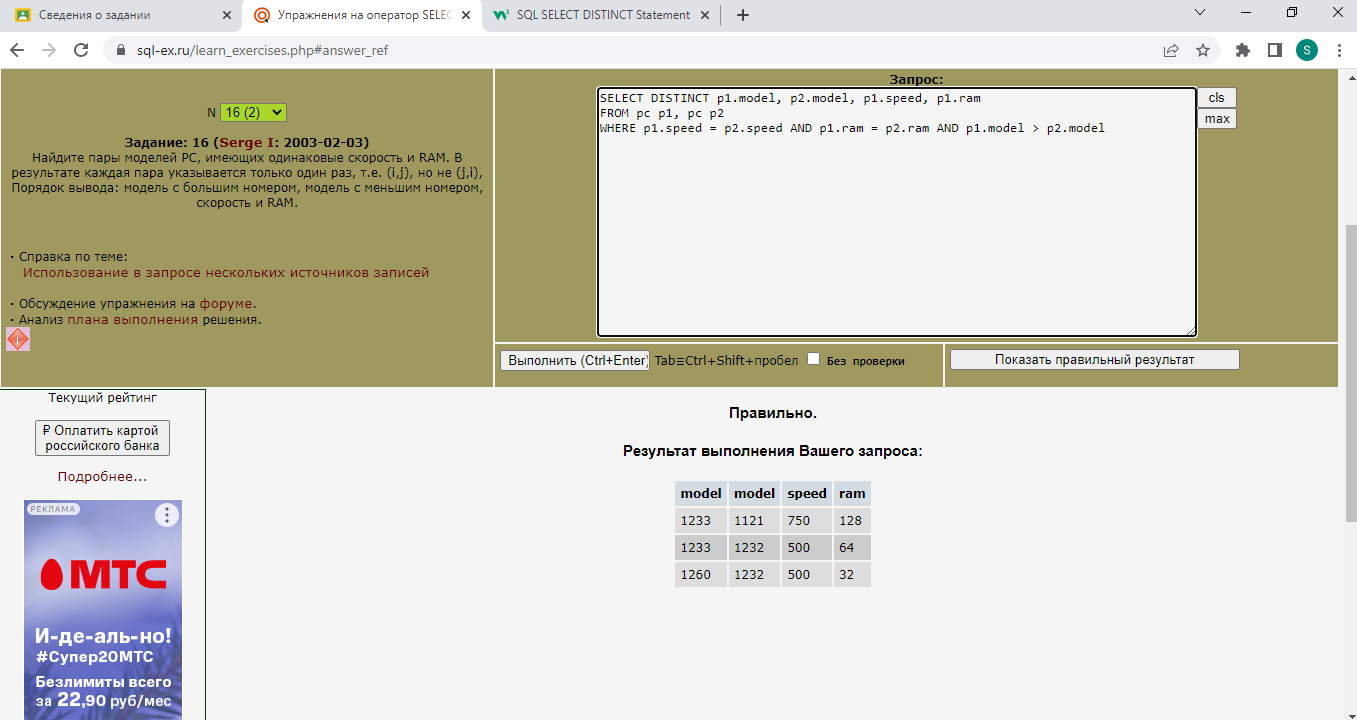 Сведения о задании
Упражнения на оператор SELEC
SQL SELECT DISTINCT Statement
sql-ex.ru/learn_exercises.php#answer_ref
S
N 16 (2)
Задание: 16 (Serge I: 2003-02-03)
Найдите пары моделей PC, имеющих одинаковые скорость и RAM. В
результате каждая пара указывается только один раз, т.е. (i,j), но не (j,i),
Порядок вывода: модель с большим номером, модель с меньшим номером,
скорость и RAM.
· Справка по теме:
Использование в запросе нескольких источников записей
· Обсуждение упражнения на форуме.
· Анализ плана выполнения решения.
Запрос:
SELECT DISTINCT p1.model, p2.model, p1.speed, p1.ram
FROM pc p1, pc p2
WHERE p1.speed = p2.speed AND p1.ram = p2.ram AND p1.model > p2.model
cls
max
Выполнить (Ctrl+Enter) Tab≡Ctrl+Shift+пробел Без проверки
Показать правильный результат
Текущий рейтинг
₽ Оплатить картой
российского банка
Подробнее...
РЕКЛАМА
МТС
И-де-аль-но!
#Супер20МТС
Безлимиты всего
за 22,90 руб/мес
Правильно.
Результат выполнения Вашего запроса:
model model speed ram
1233 1121 750 128
1233 1232 500 64
1260 1232 500 32